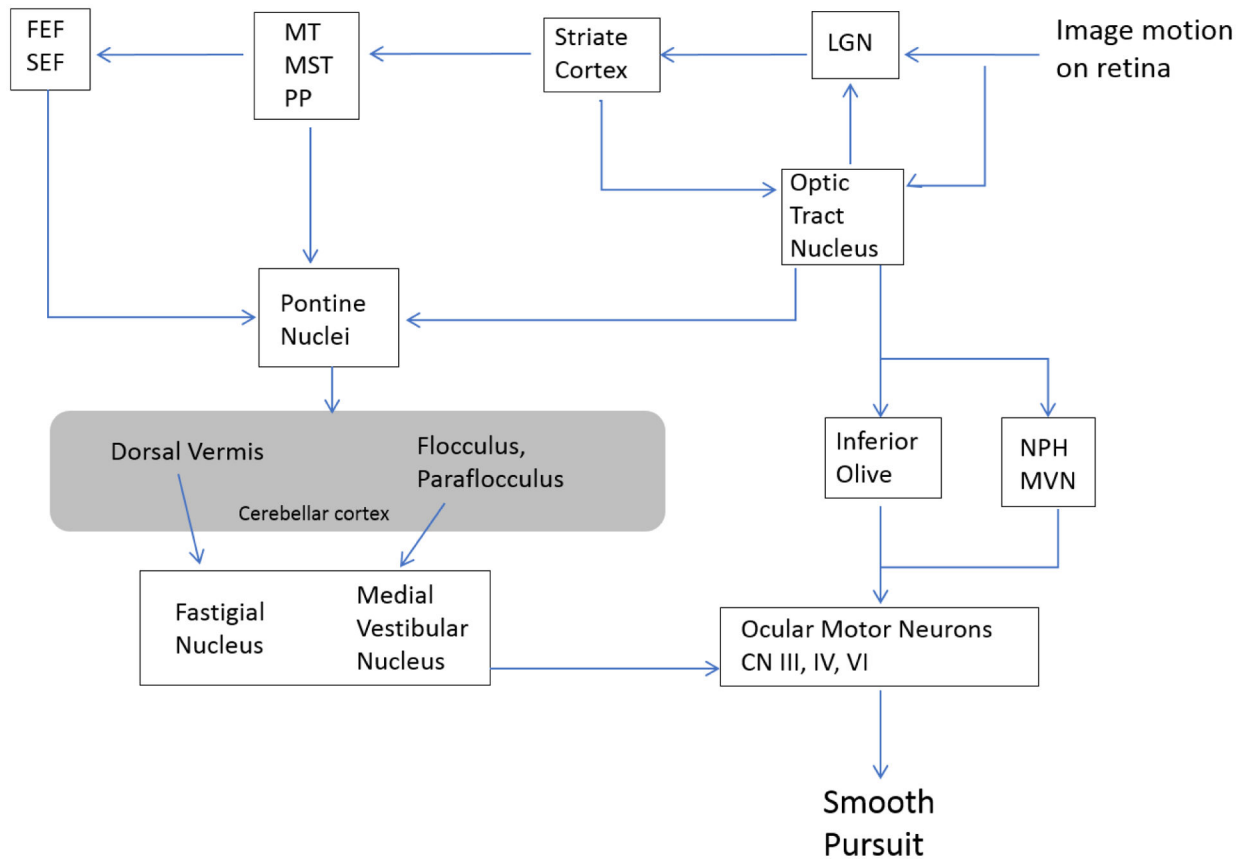 FEF
SEF
MT
MST
PP
Striate
Cortex
LGN
Image motion
on retina
Optic
Tract
Nucleus
Pontine
Nuclei
Dorsal Vermis
Flocculus,
Paraflocculus
Cerebellar cortex
Inferior
Olive
NPH
MVN
Fastigial
Nucleus
Medial
Vestibular
Nucleus
Ocular Motor Neurons
CN III, IV, VI
Smooth
Pursuit